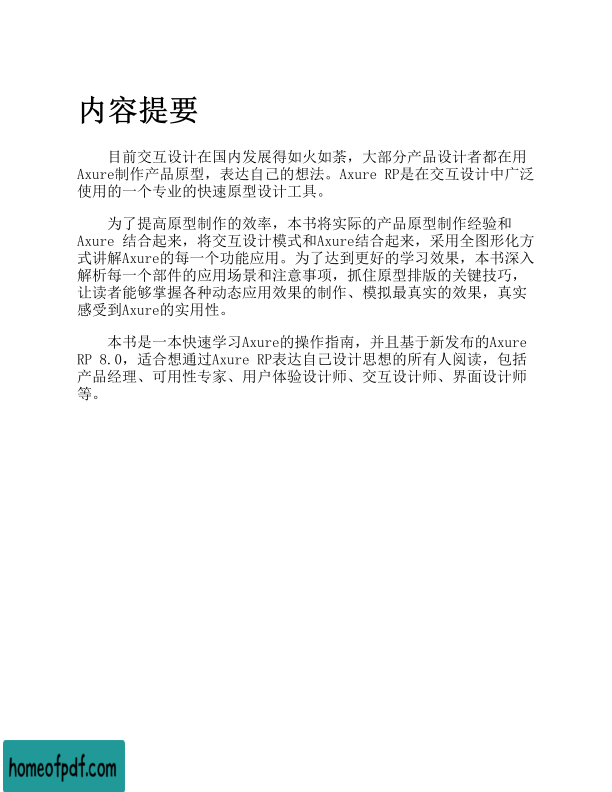 内容提要
目前交互设计在国内发展得如火如荼，大部分产品设计者都在用
Axure制作产品原型，表达自己的想法。Axure RP是在交互设计中广泛
使用的一个专业的快速原型设计工具。
为了提高原型制作的效率，本书将实际的产品原型制作经验和
Axure 结合起来，将交互设计模式和Axure结合起来，采用全图形化方
式讲解Axure的每一个功能应用。为了达到更好的学习效果，本书深入
解析每一个部件的应用场景和注意事项，抓住原型排版的关键技巧，
让读者能够掌握各种动态应用效果的制作、模拟最真实的效果，真实
感受到Axure的实用性。
本书是一本快速学习Axure的操作指南，并且基于新发布的Axure
RP 8.0，适合想通过Axure RP表达自己设计思想的所有人阅读，包括
产品经理、可用性专家、用户体验设计师、交互设计师、界面设计师
等。
homeofpdf.com